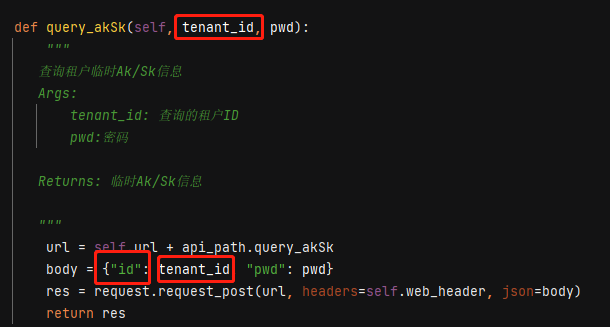 def query_akSk(self, tenant_id, pwd):
"""
查询租户临时Ak/Sk信息
Args:
tenant_id: 查询的租户ID
pwd:密码
Returns: 临时Ak/Sk信息
"""
url = self.url + api_path.query_akSk
body = {"id": tenant_id "pwd": pwd}
res = request.request_post(url, headers=self.web_header, json=body)
return res